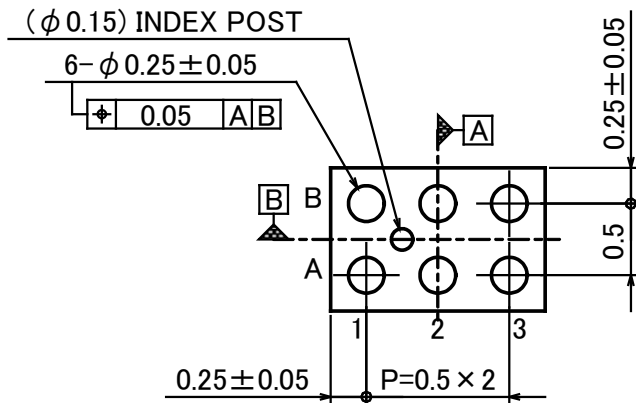 (φ0.15) INDEX POST
6-φ0.25±0.05
⌖ 0.05 A B
A
0.25±0.05
B
B
0.5
A
1 2 3
0.25±0.05 P=0.5×2